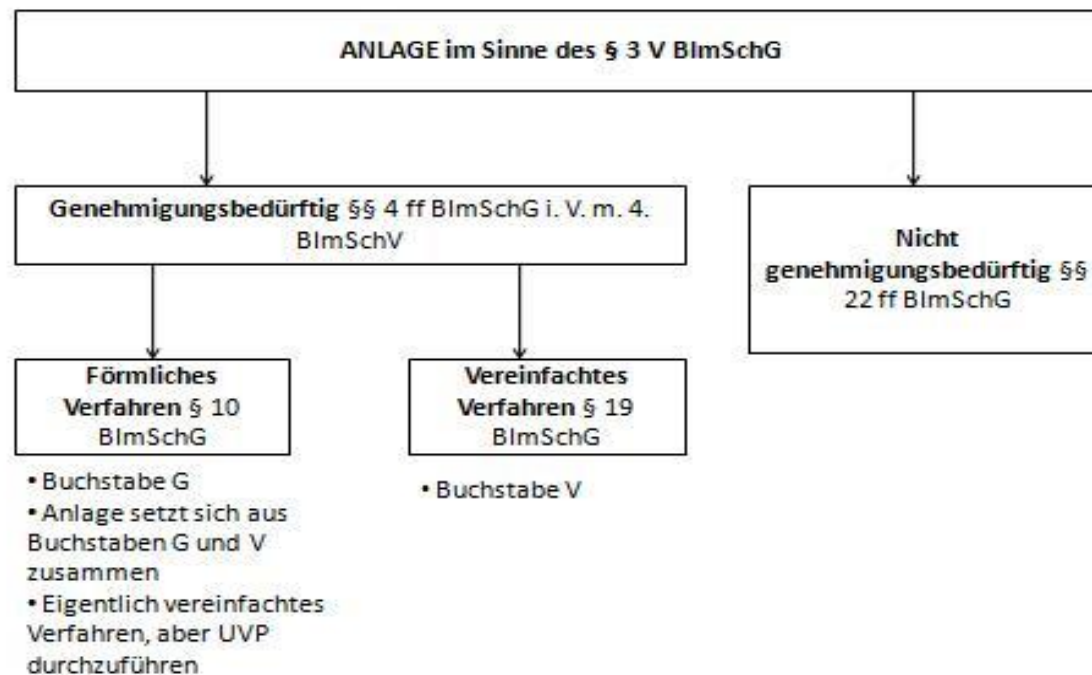 ANLAGE im Sinne des § 3 V BImSchG
Genehmigungsbedürftig §§ 4 ff BImSchG i. V. m. 4.
BImSchV
Nicht
genehmigungsbedürftig §§
22 ff BImSchG
Förmliches
Verfahren § 10
BImSchG
Vereinfachtes
Verfahren § 19
BImSchG
• Buchstabe G
• Anlage setzt sich aus
Buchstaben G und V
zusammen
• Eigentlich vereinfachtes
Verfahren, aber UVP
durchzuführen
• Buchstabe V